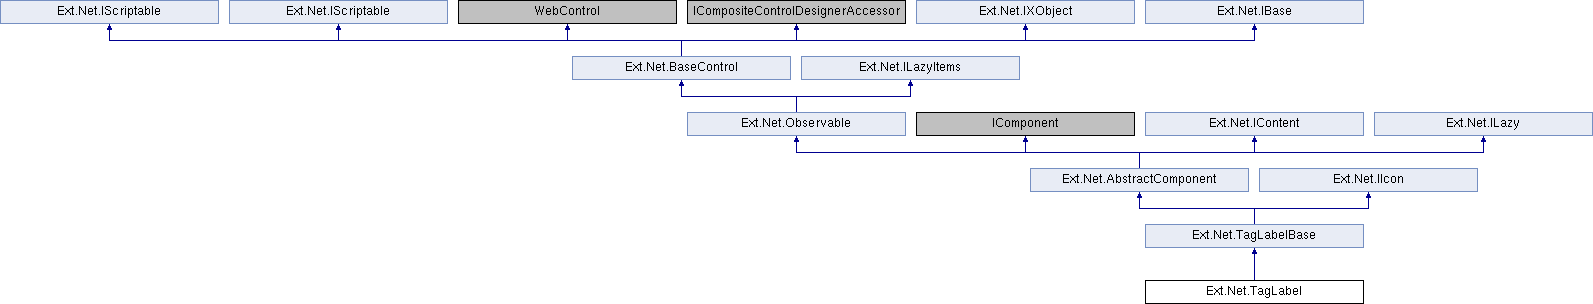 Ext.Net.IScriptable
Ext.Net.IScriptable
WebControl
ICompositeControlDesignerAccessor
Ext.Net.IXObject
Ext.Net.IBase
Ext.Net.BaseControl
Ext.Net.ILazyItems
Ext.Net.Observable
IComponent
Ext.Net.IContent
Ext.Net.ILazy
Ext.Net.AbstractComponent
Ext.Net.IIcon
Ext.Net.TagLabelBase
Ext.Net.TagLabel